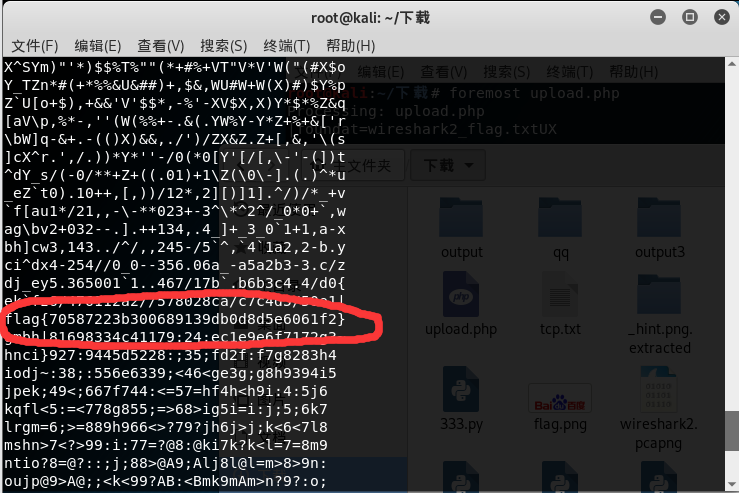 root@kali: ~/下载
文件(F) 编辑(E) 查看(V) 搜索(S) 终端(T) 帮助(H)
X^SYm)"'*)$$%T%""(*+#%+VT"V*V'W("(#X$o
Y_TZn*#(+*%%&U&##)+,$&,WU#W+W(X)#)$Y%p
Z`U[o+$),+&&'V'$$*,-%'-XV$X,X)Y*$*%Z&q
[aV\p,%*-,''(W(%%+-.&(.YW%Y-Y*Z+%+&['r
\bW]q-&+.-(()X)&&,./')/ZX&Z.Z+[,&,'\(s
]cX^r.',/.))*Y*''-/0(*0[Y'[/[,\-'-(])t
^dY_s/(-0/**+Z+((.01)+1\Z(\0\-].(.)^*u
_eZ`t0).10++,[,))/12*,2][)]1].^/)/*_+v
`f[au1*/21,,-\-**023+-3^\*^2^/_0*0+`,w
ag\bv2+032--.].++134,.4_]+_3_0`1+1,a-x
bh]cw3,143../^/,,245-/5`^,`4`1a2,2-b.y
ci^dx4-254//0_0--356.06a_-a5a2b3-3.c/z
dj_ey5.365001`1..467/17b`.b6b3c4.4/d0{
flag{70587223b300689139db0d8d5e6061f2}
hnci}927:9445d5228:;35;fd2f:f7g8283h4
iodj~:38;:556e6339;<46<ge3g;g8h9394i5
jpek;49<;667f744:<=57=hf4h<h9i:4:5j6
kqfl<5:=<778g855;=>68>ig5i=i:j;5;6k7
lrgm=6;>=889h966<>?79?jh6j>j;k<6<7l8
mshn>7<?>99:i:77=?@8:@ki7k?k<l=7=8m9
ntio?8=@?::;j;88>@A9;Alj8l@l=m>8>9n:
oujp@9>A@;;<k<99?AB:<Bmk9mAm>n?9?:o;
编辑(E) 查看(V) 搜索(S) 终端(T) 帮助(H)
下载# foremost upload.php
upload.php
foundat=wireshark2_flag.txtUX
主文件夹 下载
output
qq
output3
upload.php
tcp.txt
_hint.png.extracted
333.py
flag.png
wireshark2.pcapng
Bai 百度